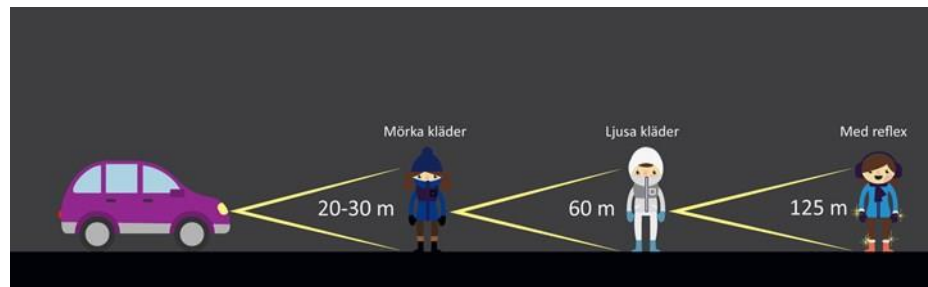 Mörka kläder
Ljusa kläder
Med reflex
20-30 m
60 m
125 m